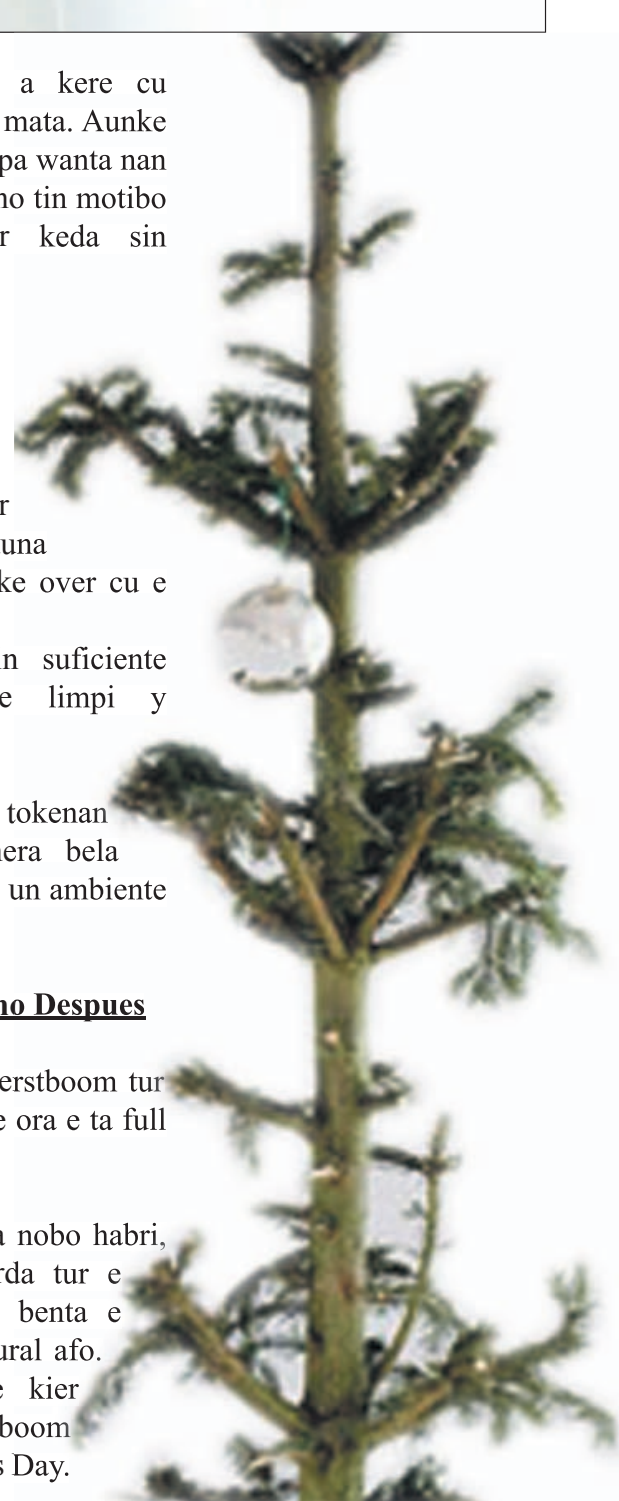 a kere cu
mata. Aunke
pa wanta nan
no tin motibo
r keda sin
r
una
ke over cu e
in suficiente
e limpi y
tokenan
nera bela
un ambiente
no Despues
erstboom tur
e ora e ta full
a nobo habri,
rda tur e
benta e
ural afo.
e kier
boom
s Day.